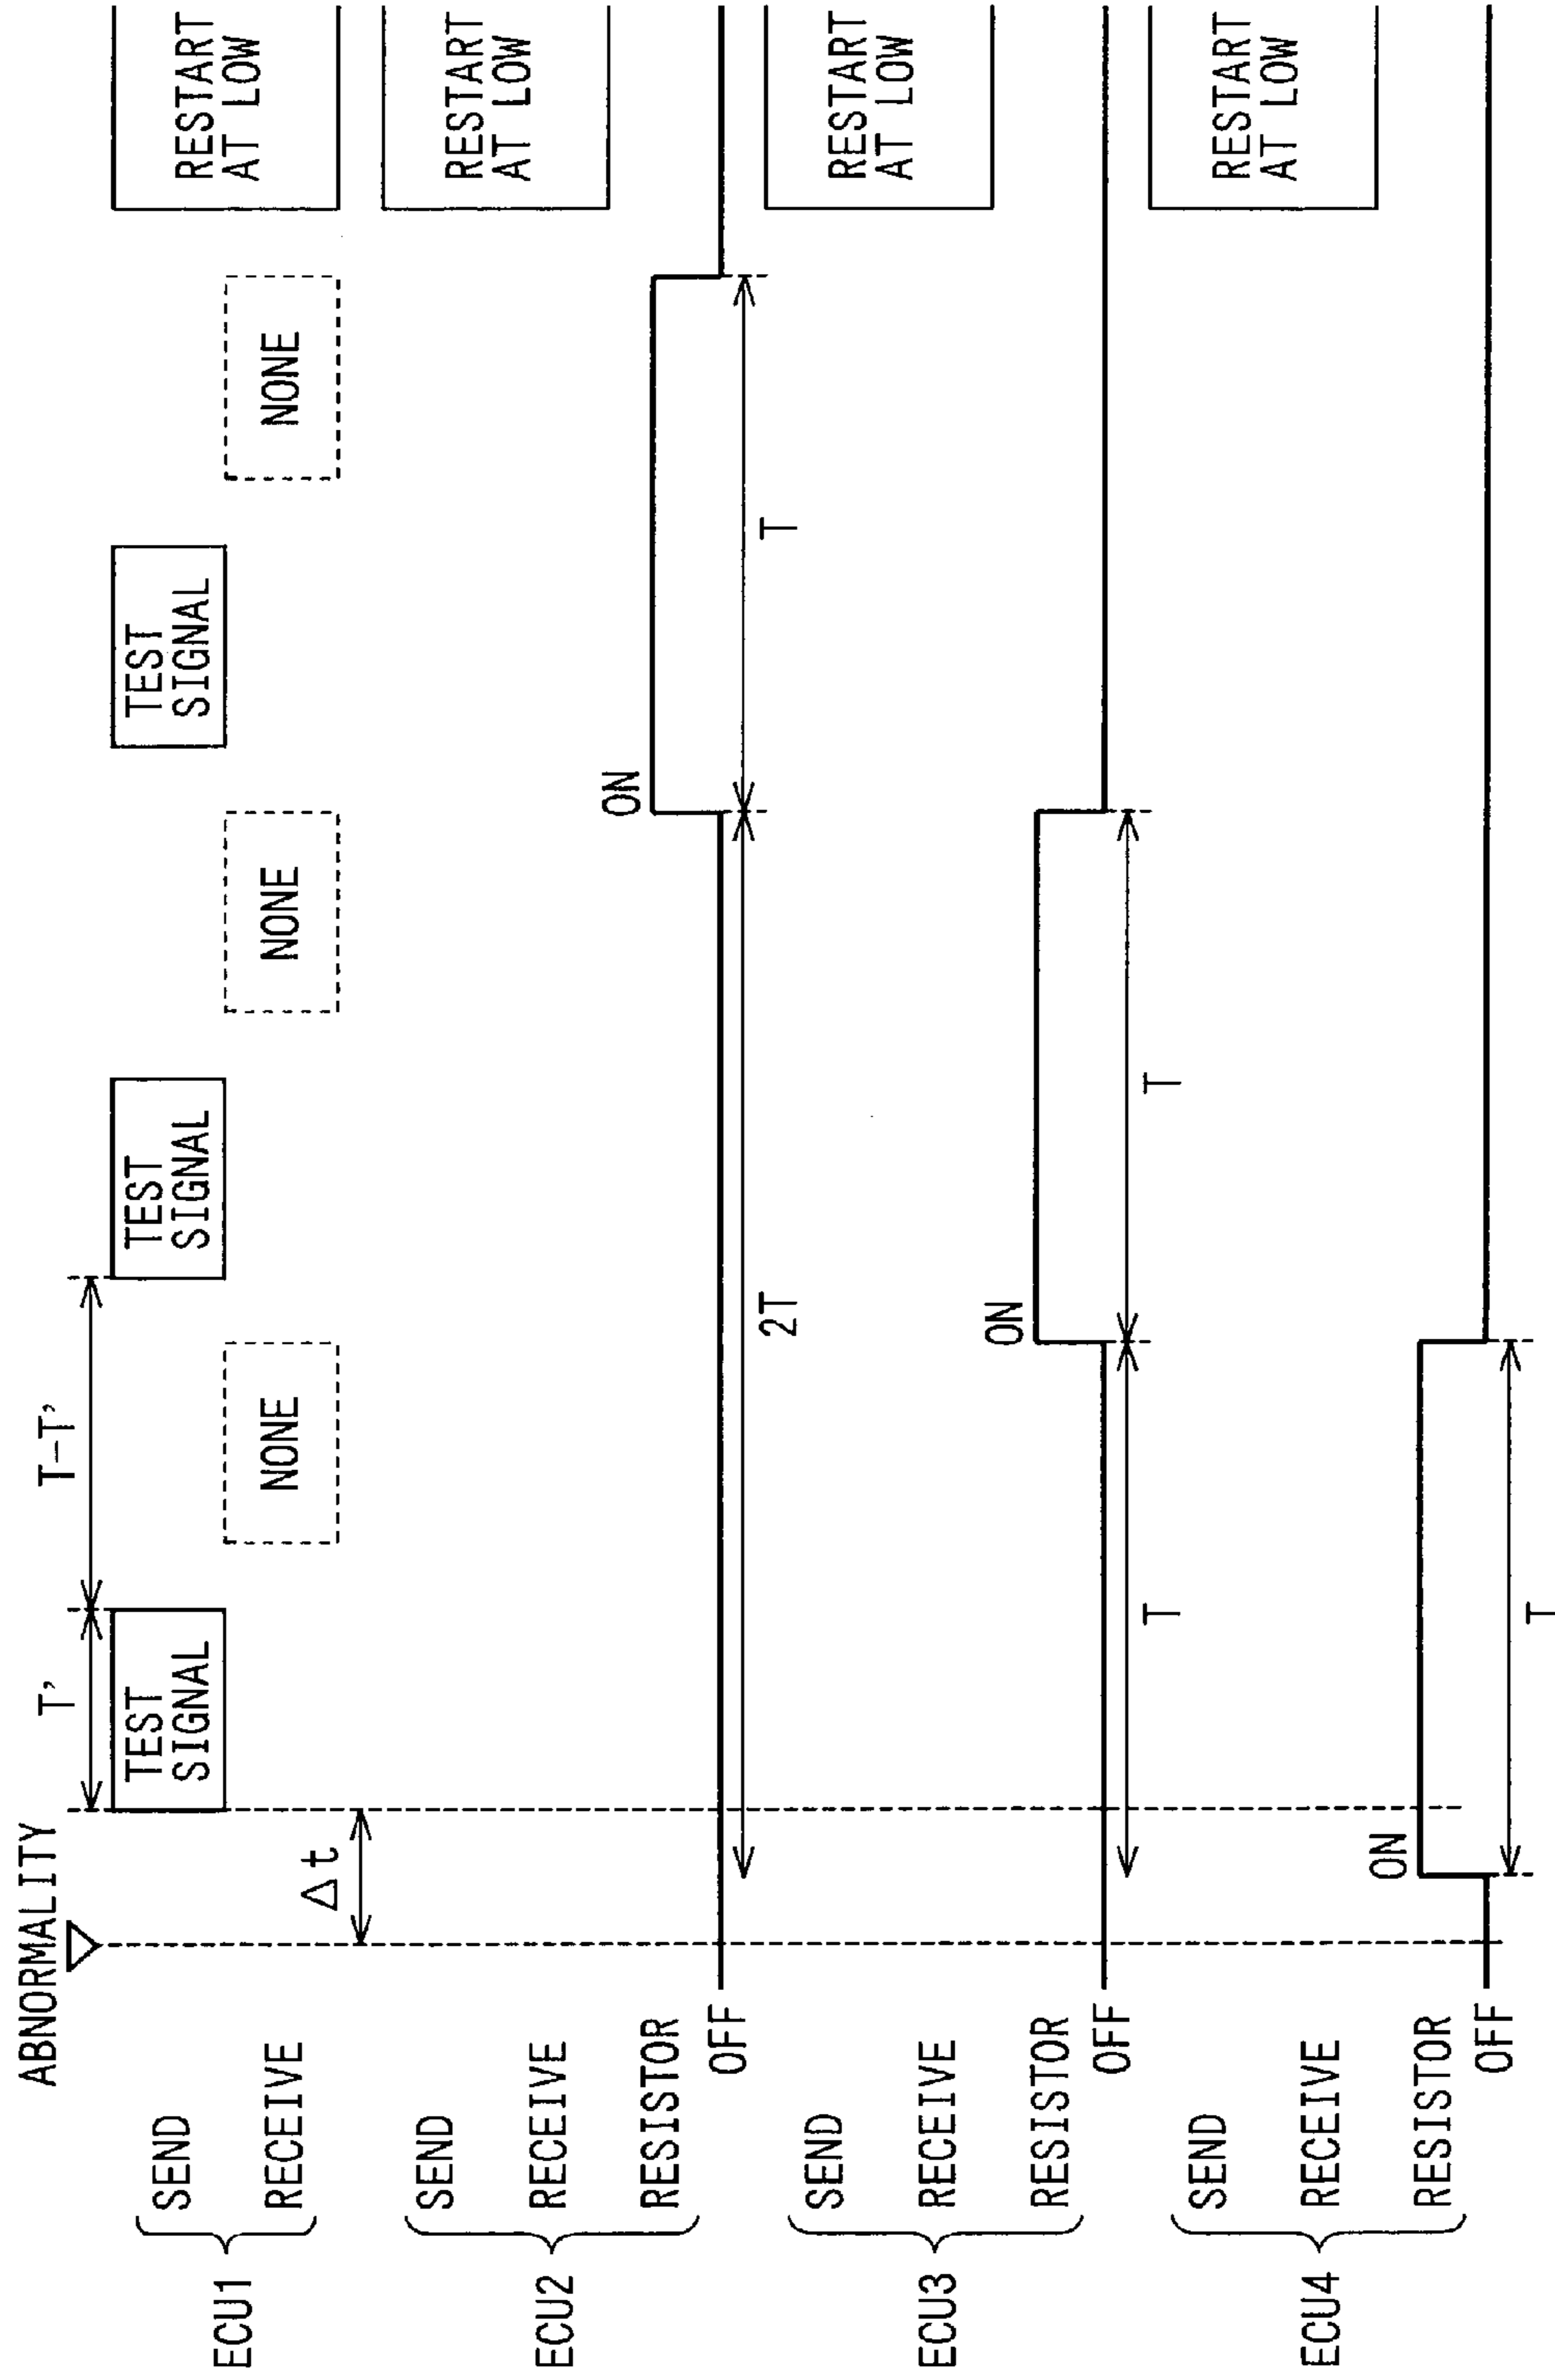 ABNORMALITY
T'
T-T'
Δt
ECU1
SEND
TEST
SIGNAL
TEST
SIGNAL
TEST
SIGNAL
RECEIVE
NONE
NONE
NONE
RESTART
AT LOW
ECU2
SEND
RECEIVE
RESTART
AT LOW
RESISTOR
ON
OFF
2T
T
ECU3
SEND
RECEIVE
RESTART
AT LOW
RESISTOR
ON
OFF
T
T
ECU4
SEND
RECEIVE
RESTART
AT LOW
RESISTOR
ON
OFF
T